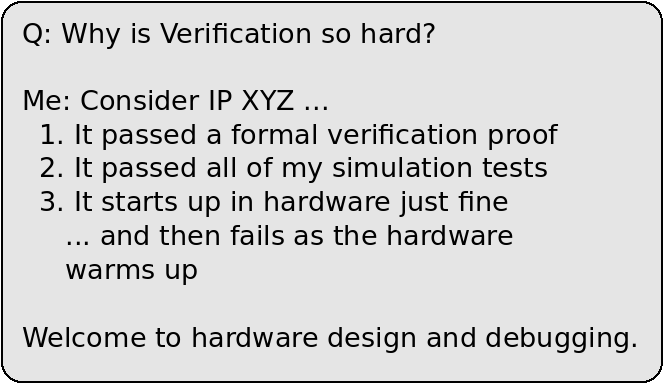 Q: Why is Verification so hard?
Me: Consider IP XYZ ...
1. It passed a formal verification proof
2. It passed all of my simulation tests
3. It starts up in hardware just fine
... and then fails as the hardware
warms up
Welcome to hardware design and debugging.